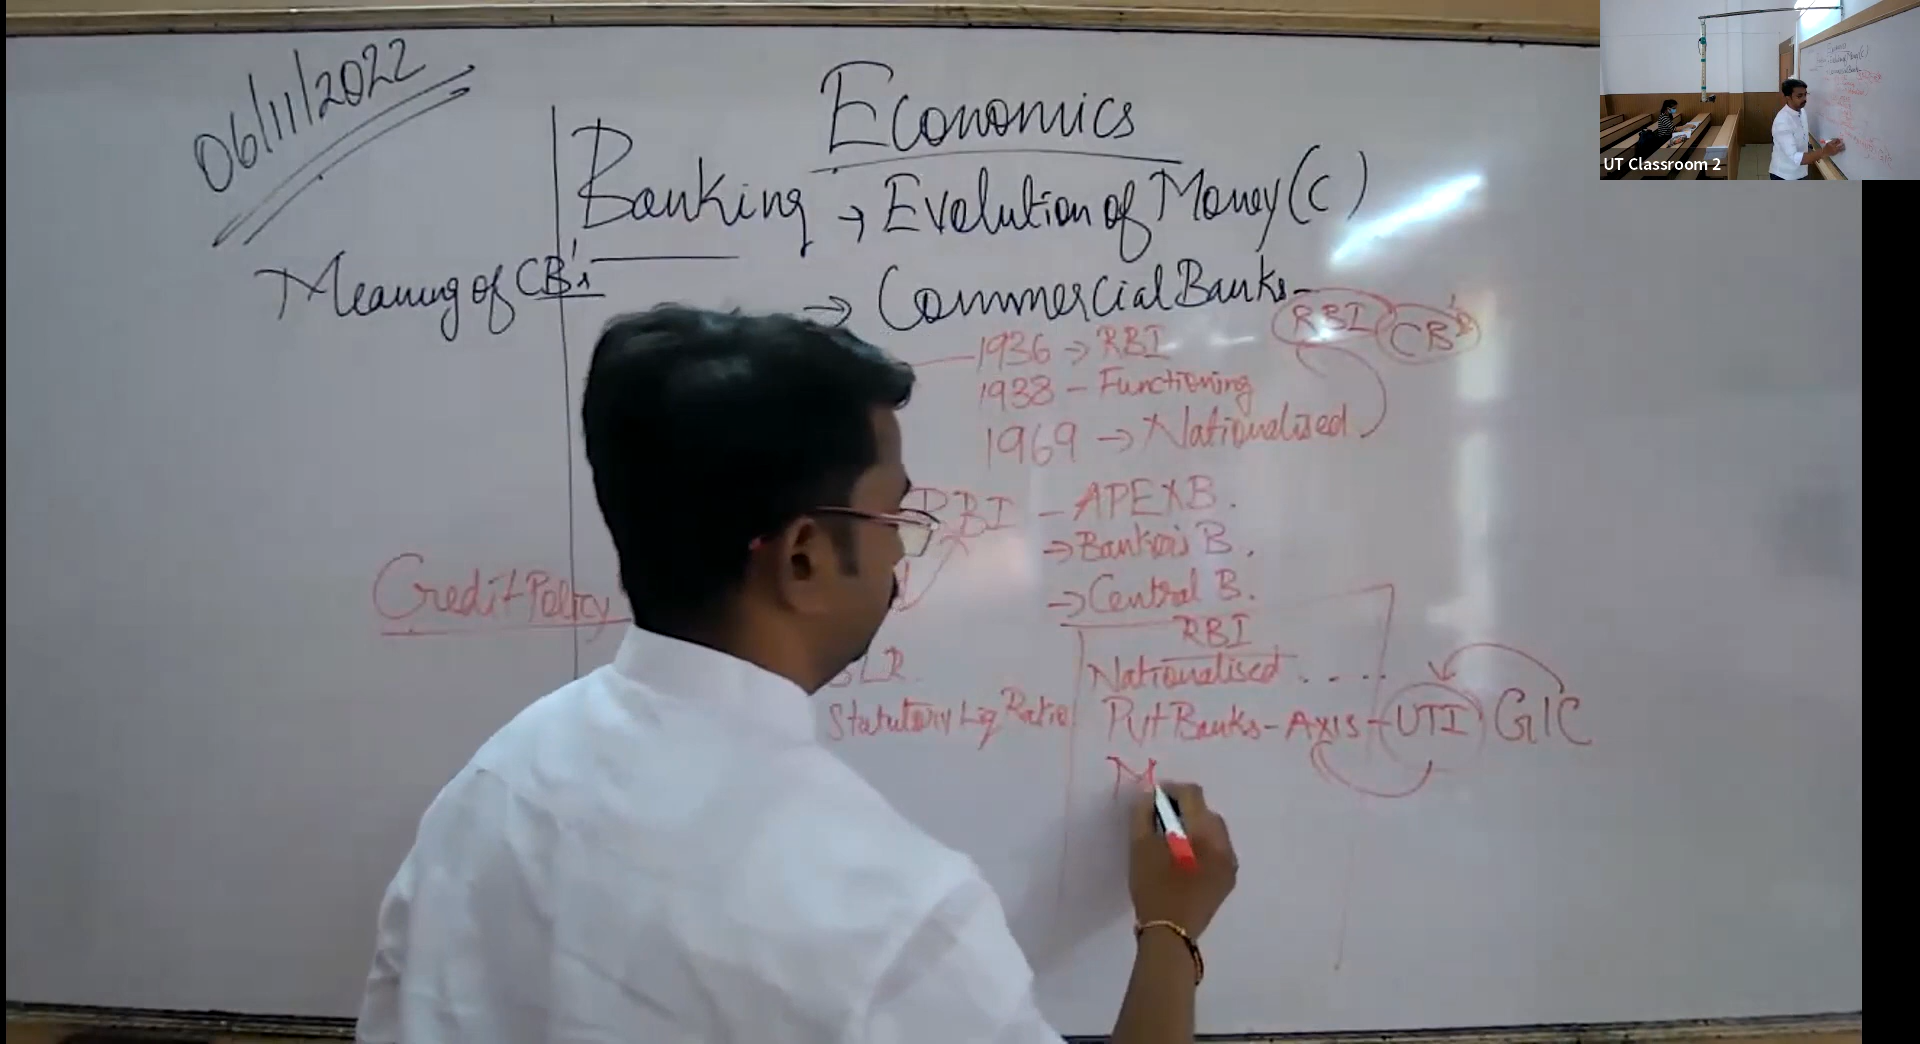 06/11/2022
Economics
Banking → Evolution of Money (C)
Meaning of CB's
→ Commercial Banks -
RBI CB's
1936 → RBI
1938 - Functioning
1969 → Nationalised
RBI - APEX B.
→ Banker's B.
→ Central B.
Credit Policy
RBI
SLR
Nationalised . . . .
Statutory Liq Ratio
Pvt Banks - Axis - UTI GIC
M
UT Classroom 2